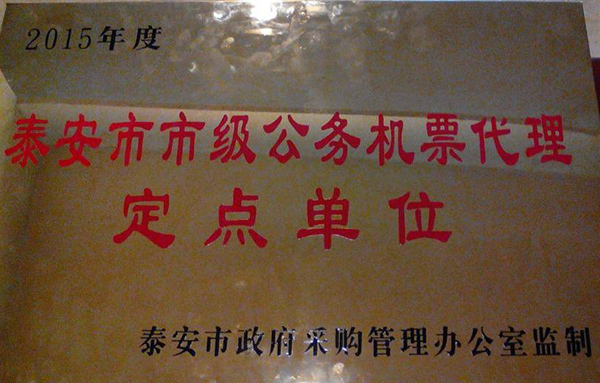 2015年度
泰安市市级公务机票代理
定点单位
泰安市政府采购管理办公室监制